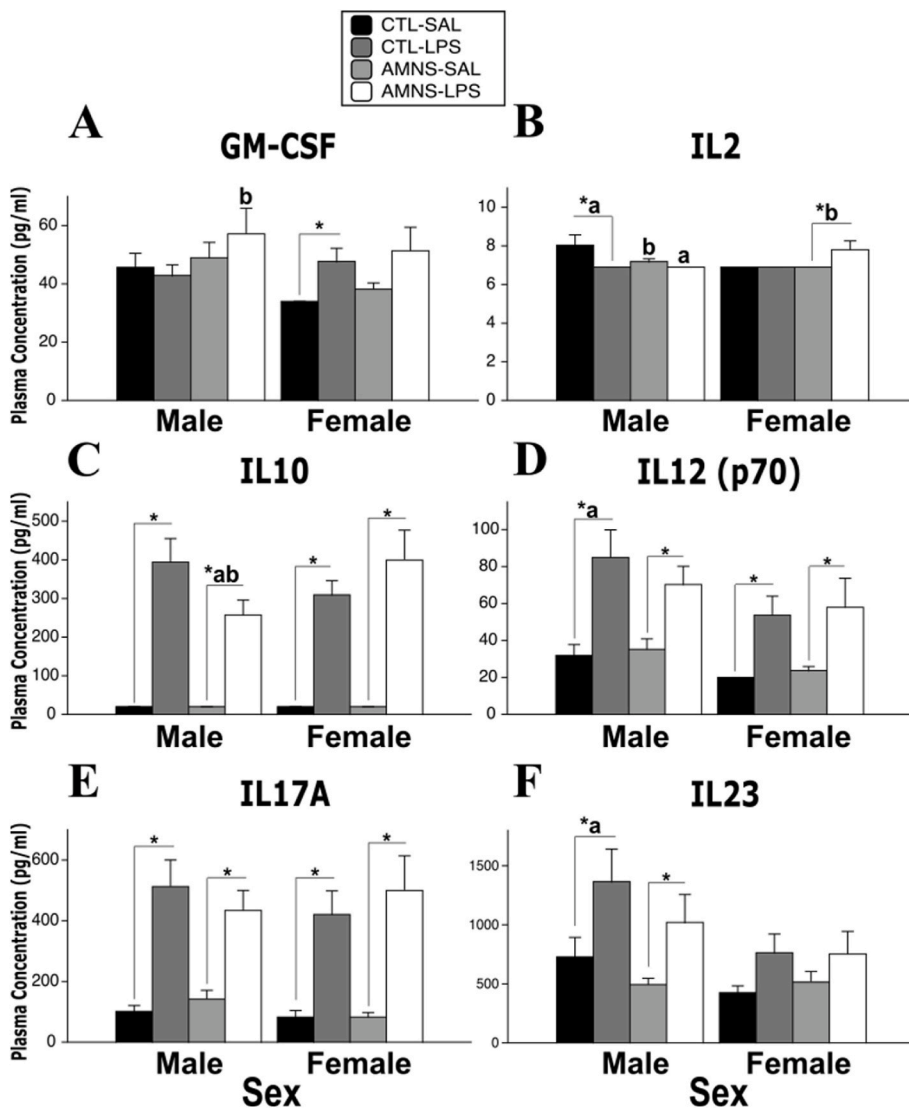 CTL-SAL
CTL-LPS
AMNS-SAL
AMNS-LPS
A
GM-CSF
Plasma Concentration (pg/ml)
60
40
20
0
b
*
Male
Female
B
IL2
10
8
6
4
2
0
*a
b
a
*b
Male
Female
C
IL10
Plasma Concentration (pg/ml)
500
400
300
200
100
0
*
*ab
*
*
Male
Female
D
IL12 (p70)
100
80
60
40
20
0
*a
*
*
*
Male
Female
E
IL17A
Plasma Concentration (pg/ml)
600
400
200
0
*
*
*
*
Male
Female
Sex
F
IL23
1500
1000
500
0
*a
*
Male
Female
Sex